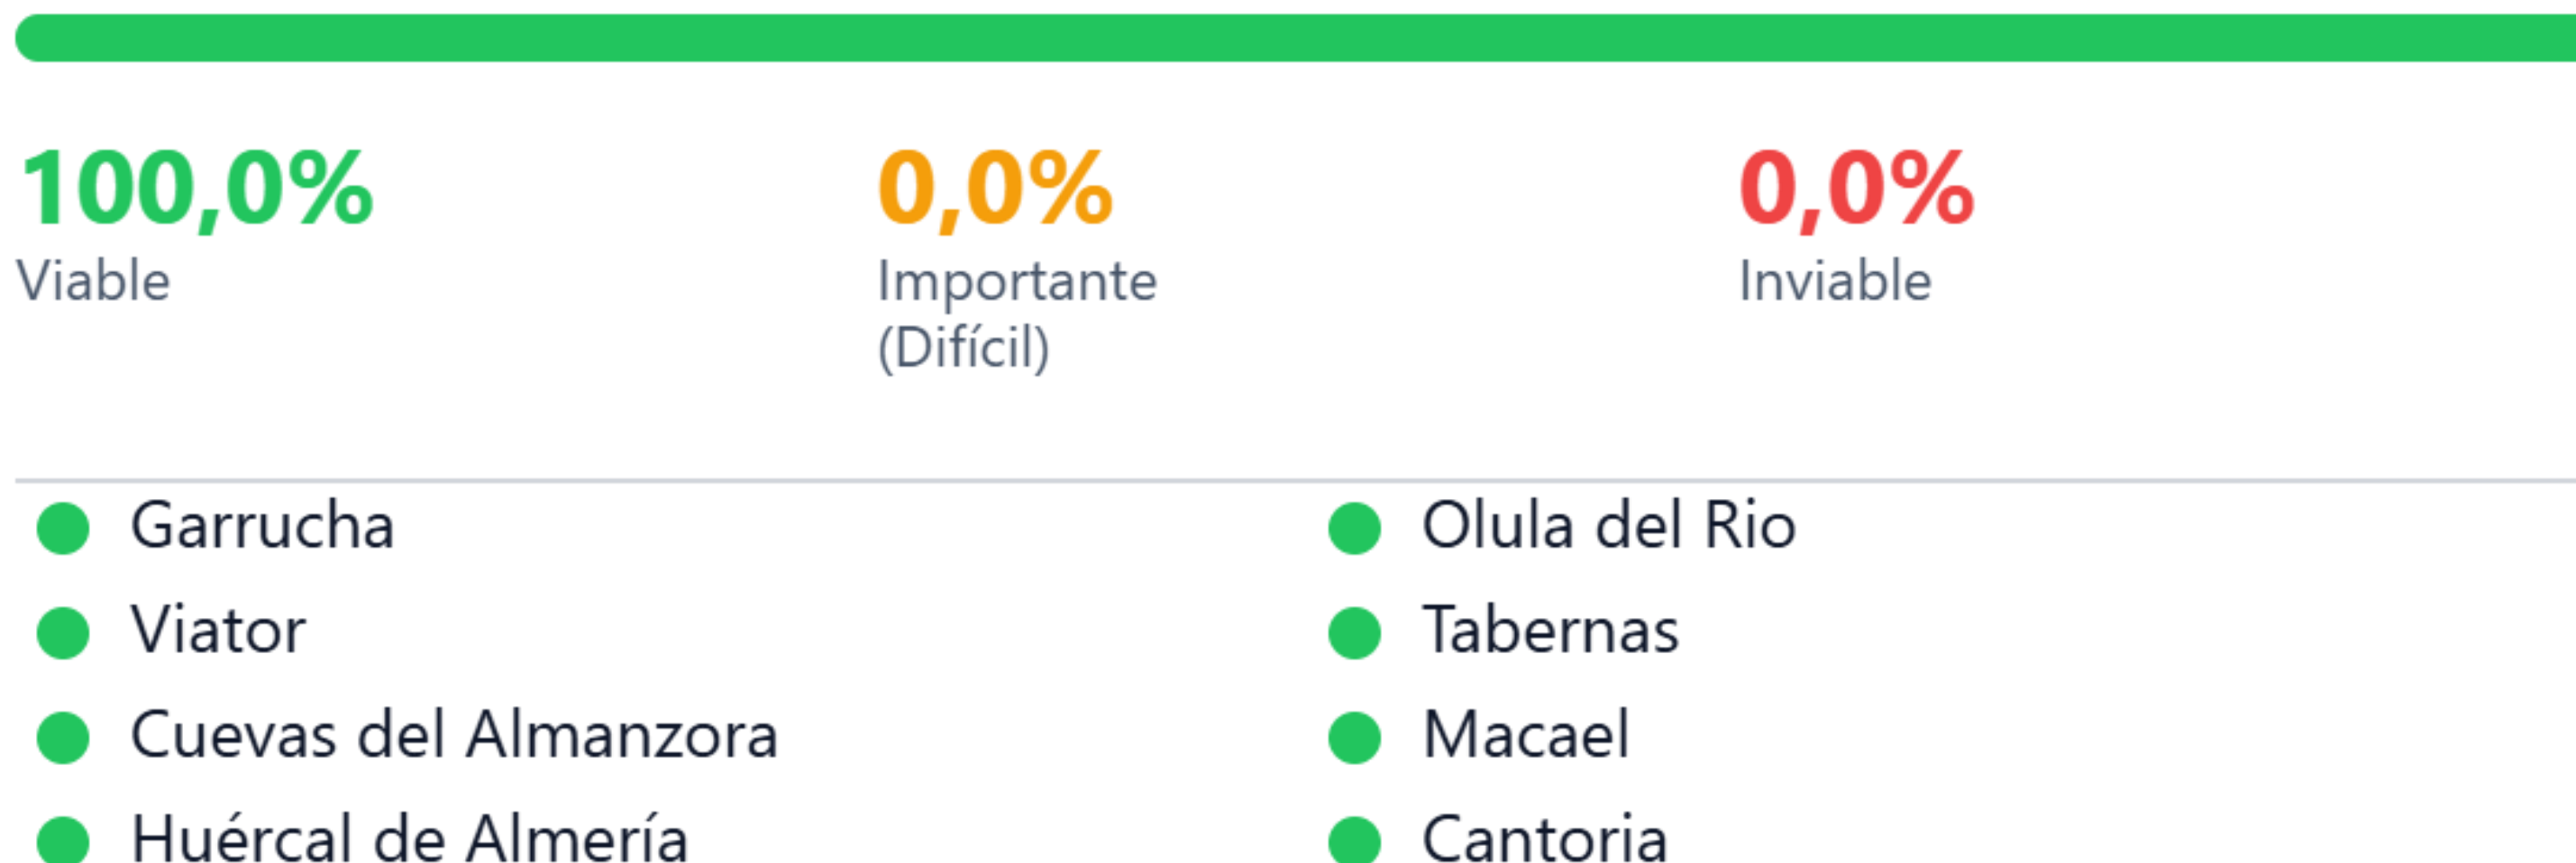 100,0%
Viable
0,0%
Importante
(Difícil)
0,0%
Inviable
Garrucha
Viator
Cuevas del Almanzora
Huércal de Almería
Olula del Rio
Tabernas
Macael
Cantoria